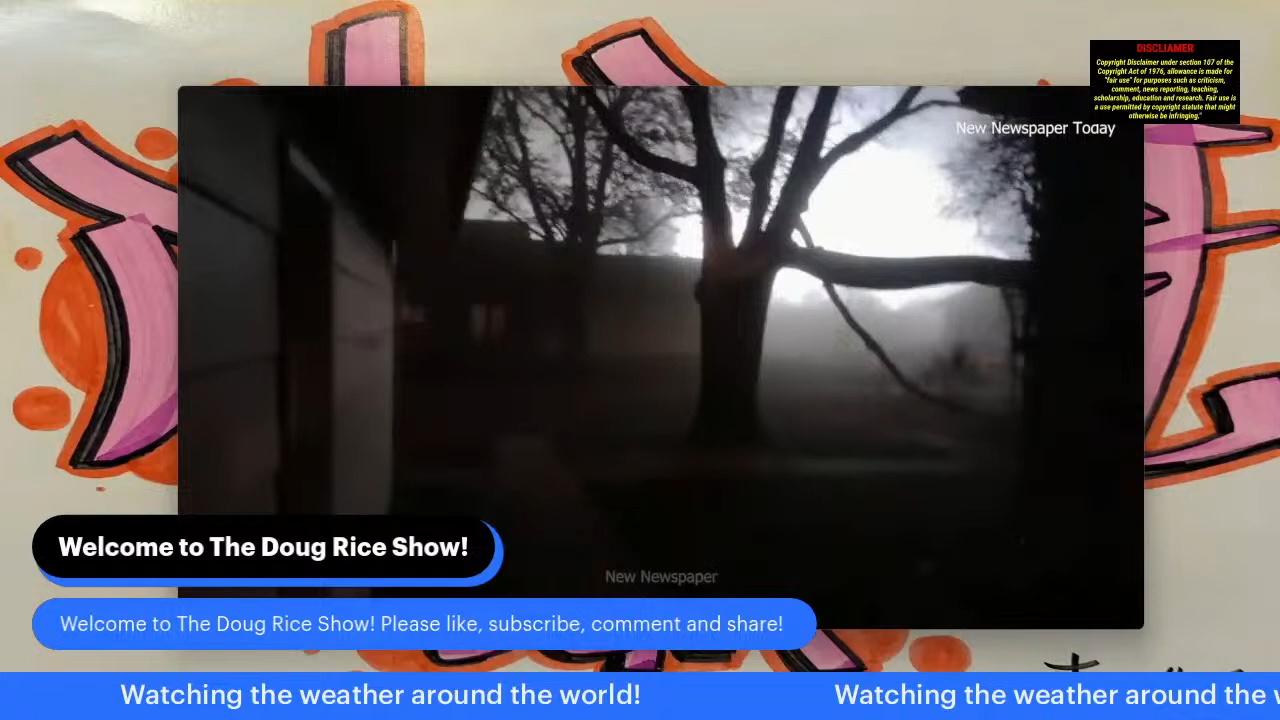 DiSCLIAMER
Copyright Disclaimer under section 107 of the
Copyright Act of 1976, allowance is made for
"fair use" for purposes such as criticism,
comment, news reporting, teaching,
scholarship, education and research. Fair use is
a use permitted by copyright statute that might
otherwise be infringing."
New Newspaper Today
New Newspaper
Welcome to The Doug Rice Show!
Welcome to The Doug Rice Show! Please like, subscribe, comment and share!
Watching the weather around the world! Watching the weather around the